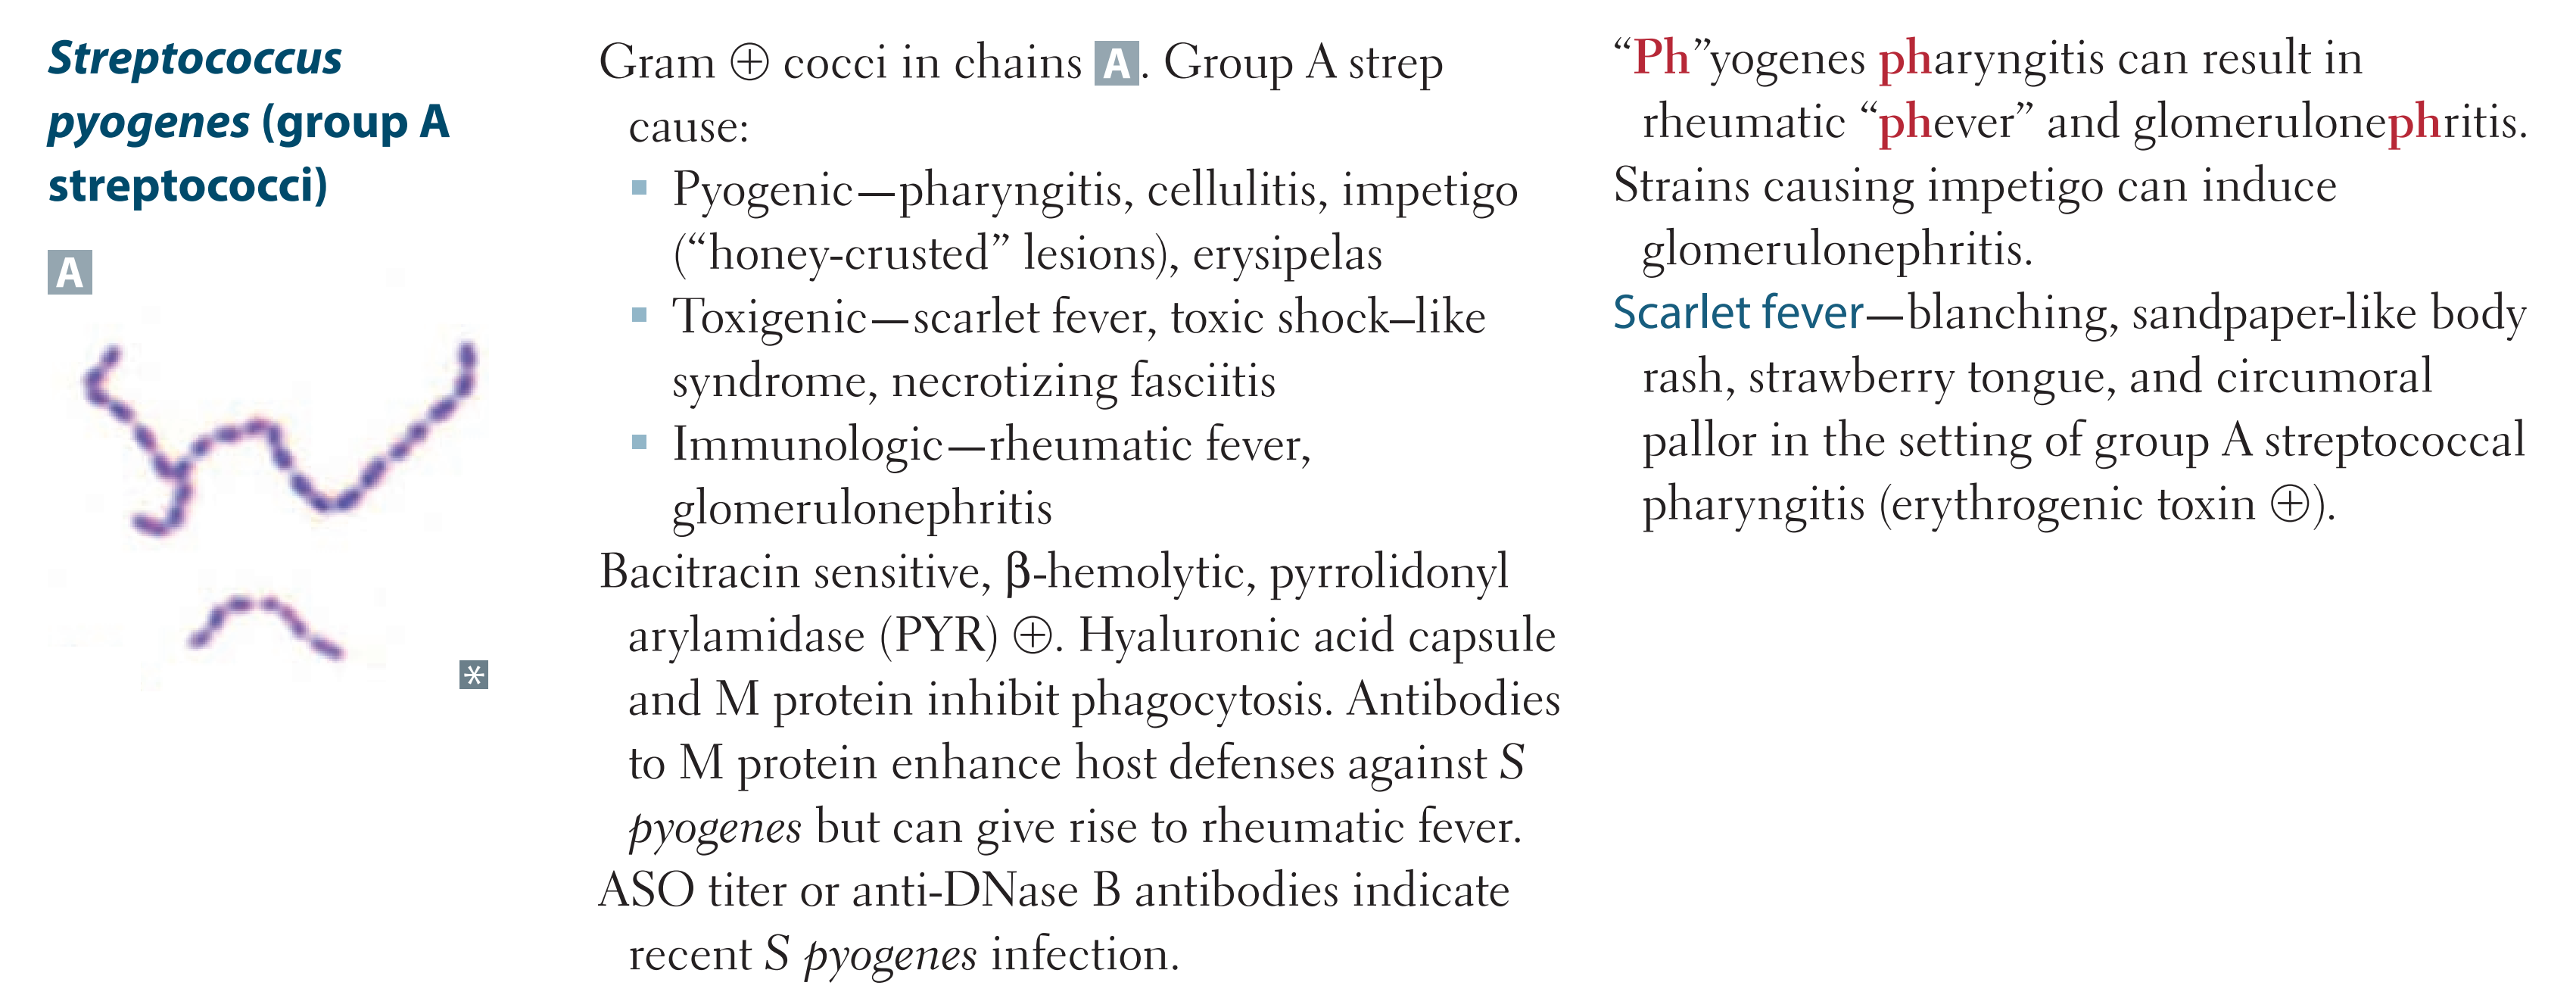 Streptococcus
pyogenes (group A
streptococci)
A
*
Gram ⊕ cocci in chains A. Group A strep
cause:
▪ Pyogenic—pharyngitis, cellulitis, impetigo
(“honey-crusted” lesions), erysipelas
▪ Toxigenic—scarlet fever, toxic shock–like
syndrome, necrotizing fasciitis
▪ Immunologic—rheumatic fever,
glomerulonephritis
Bacitracin sensitive, β-hemolytic, pyrrolidonyl
arylamidase (PYR) ⊕. Hyaluronic acid capsule
and M protein inhibit phagocytosis. Antibodies
to M protein enhance host defenses against S
pyogenes but can give rise to rheumatic fever.
ASO titer or anti-DNase B antibodies indicate
recent S pyogenes infection.
“Ph”yogenes pharyngitis can result in
rheumatic “phever” and glomerulonephritis.
Strains causing impetigo can induce
glomerulonephritis.
Scarlet fever—blanching, sandpaper-like body
rash, strawberry tongue, and circumoral
pallor in the setting of group A streptococcal
pharyngitis (erythrogenic toxin ⊕).